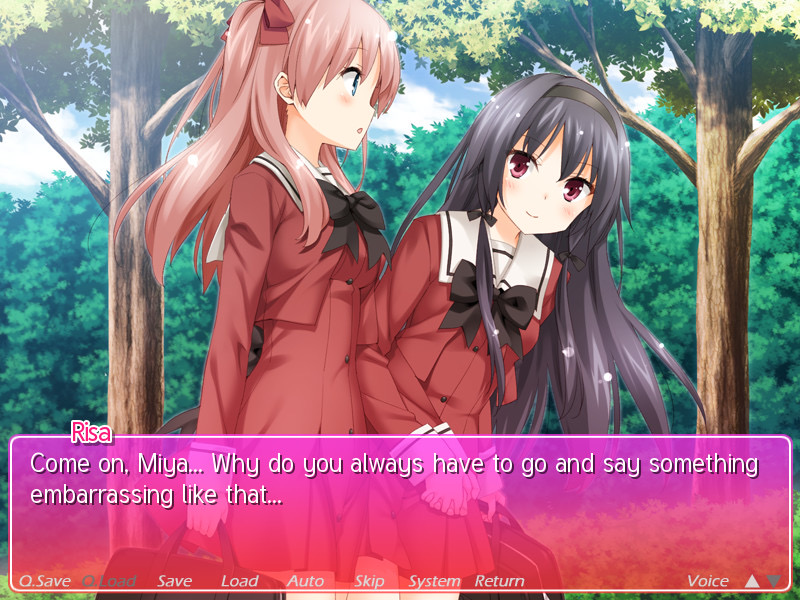 Risa
Come on, Miya... Why do you always have to go and say something
embarrassing like that...
Q.Save Q.Load Save Load Auto Skip System Return Voice